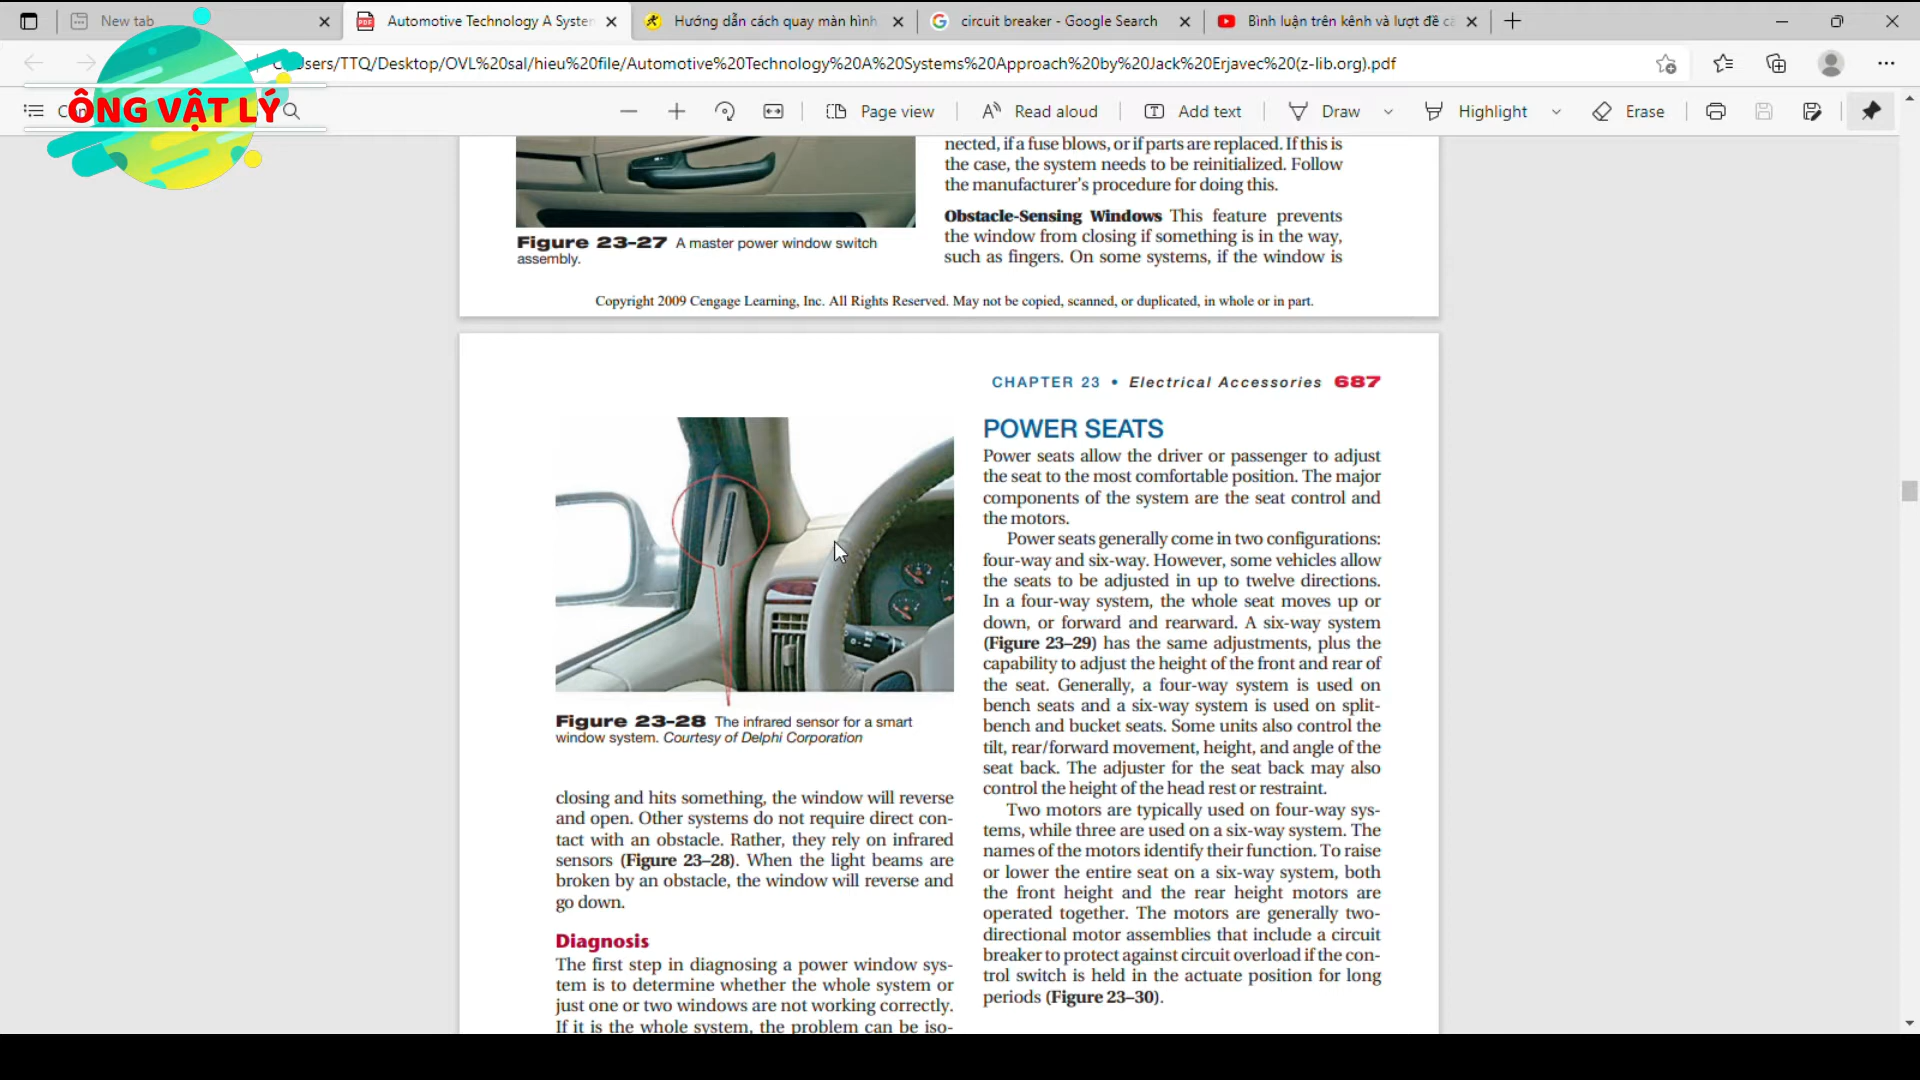 New tab
Automotive Technology A Syster
Hướng dẫn cách quay màn hình
circuit breaker - Google Search
Bình luận trên kênh và lượt đề c
sers/TTQ/Desktop/OVL%20sal/hieu%20file/Automotive%20Technology%20A%20Systems%20Approach%20by%20Jack%20Erjavec%20(z-lib.org).pdf
ÔNG VẬT LÝ
Page view
Read aloud
Add text
Draw
Highlight
Erase
Figure 23-27 A master power window switch
assembly.
nected, if a fuse blows, or if parts are replaced. If this is
the case, the system needs to be reinitialized. Follow
the manufacturer's procedure for doing this.
Obstacle-Sensing Windows This feature prevents
the window from closing if something is in the way,
such as fingers. On some systems, if the window is
Copyright 2009 Cengage Learning, Inc. All Rights Reserved. May not be copied, scanned, or duplicated, in whole or in part.
CHAPTER 23 • Electrical Accessories 687
Figure 23-28 The infrared sensor for a smart
window system. Courtesy of Delphi Corporation
closing and hits something, the window will reverse
and open. Other systems do not require direct con-
tact with an obstacle. Rather, they rely on infrared
sensors (Figure 23–28). When the light beams are
broken by an obstacle, the window will reverse and
go down.
Diagnosis
The first step in diagnosing a power window sys-
tem is to determine whether the whole system or
just one or two windows are not working correctly.
If it is the whole system, the problem can be iso-
POWER SEATS
Power seats allow the driver or passenger to adjust
the seat to the most comfortable position. The major
components of the system are the seat control and
the motors.
Power seats generally come in two configurations:
four-way and six-way. However, some vehicles allow
the seats to be adjusted in up to twelve directions.
In a four-way system, the whole seat moves up or
down, or forward and rearward. A six-way system
(Figure 23–29) has the same adjustments, plus the
capability to adjust the height of the front and rear of
the seat. Generally, a four-way system is used on
bench seats and a six-way system is used on split-
bench and bucket seats. Some units also control the
tilt, rear/forward movement, height, and angle of the
seat back. The adjuster for the seat back may also
control the height of the head rest or restraint.
Two motors are typically used on four-way sys-
tems, while three are used on a six-way system. The
names of the motors identify their function. To raise
or lower the entire seat on a six-way system, both
the front height and the rear height motors are
operated together. The motors are generally two-
directional motor assemblies that include a circuit
breaker to protect against circuit overload if the con-
trol switch is held in the actuate position for long
periods (Figure 23–30).